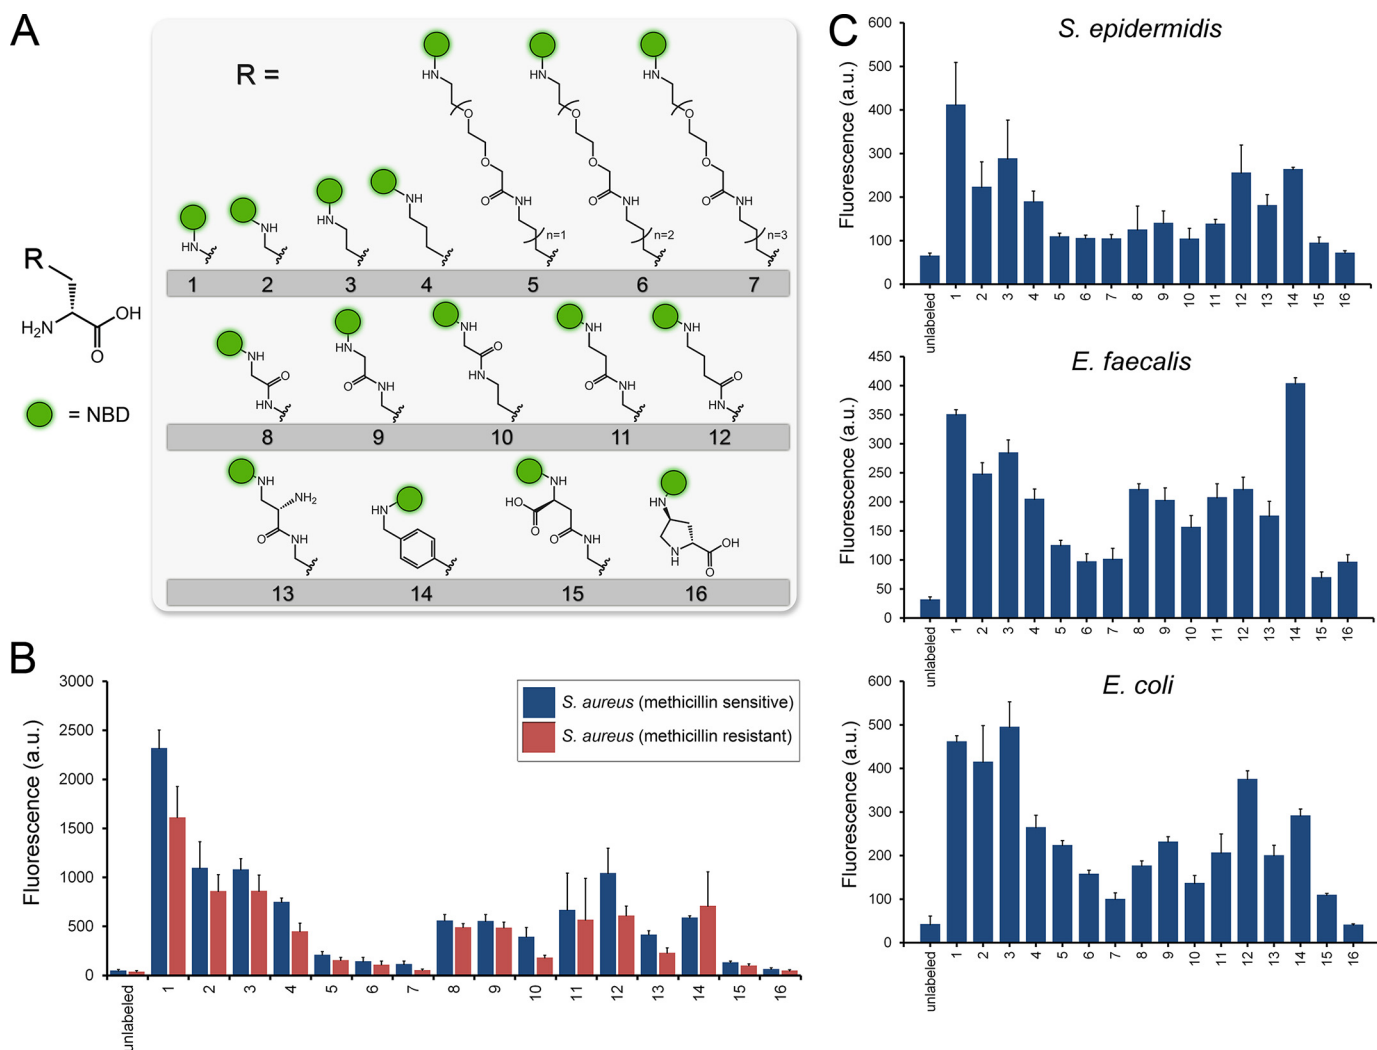 A
R =
HN
HN
HN
O
O
O
O
O
O
O
O
O
NH
NH
NH
n=1
n=2
n=3
HN
NH
HN
NH
1
2
3
4
5
6
7
R
H₂N
OH
O
= NBD
NH
O
HN
HN
O
NH
NH
O
HN
NH
O
NH
NH
O
HN
8
9
10
11
12
NH
NH₂
O
NH
HN
NH
HO
O
O
NH
HN
N
H
OH
O
13
14
15
16
B
Fluorescence (a.u.)
3000
2500
2000
1500
1000
500
0
S. aureus (methicillin sensitive)
S. aureus (methicillin resistant)
unlabeled
1
2
3
4
5
6
7
8
9
10
11
12
13
14
15
16
C
S. epidermidis
Fluorescence (a.u.)
600
500
400
300
200
100
0
unlabeled
1
2
3
4
5
6
7
8
9
10
11
12
13
14
15
16
E. faecalis
Fluorescence (a.u.)
450
400
350
300
250
200
150
100
50
0
unlabeled
1
2
3
4
5
6
7
8
9
10
11
12
13
14
15
16
E. coli
Fluorescence (a.u.)
600
500
400
300
200
100
0
unlabeled
1
2
3
4
5
6
7
8
9
10
11
12
13
14
15
16